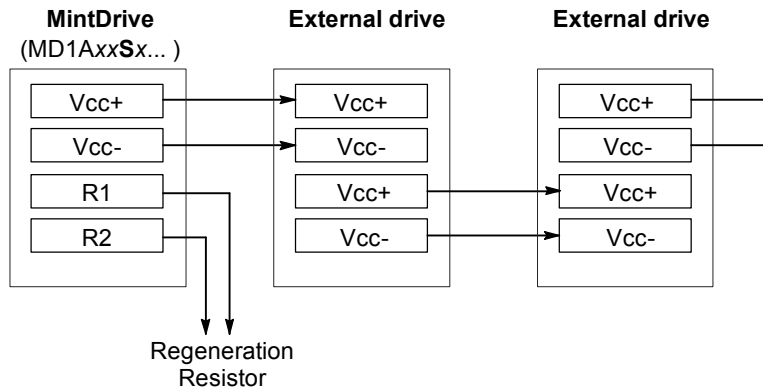 MintDrive
(MD1AxxSx... )
External drive
External drive
Vcc+
Vcc-
R1
R2
Vcc+
Vcc-
Vcc+
Vcc-
Vcc+
Vcc-
Vcc+
Vcc-
Regeneration
Resistor